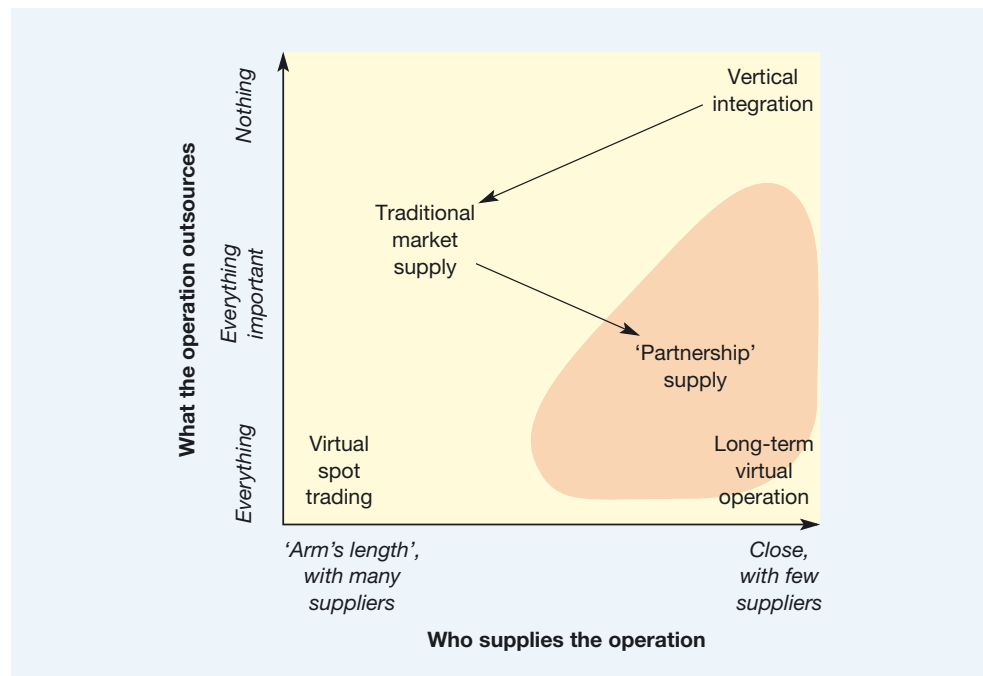 What the operation outsources
Nothing
Everything
important
Everything
Vertical
integration
Traditional
market
supply
‘Partnership’
supply
Virtual
spot
trading
Long-term
virtual
operation
‘Arm’s length’,
with many
suppliers
Close,
with few
suppliers
Who supplies the operation